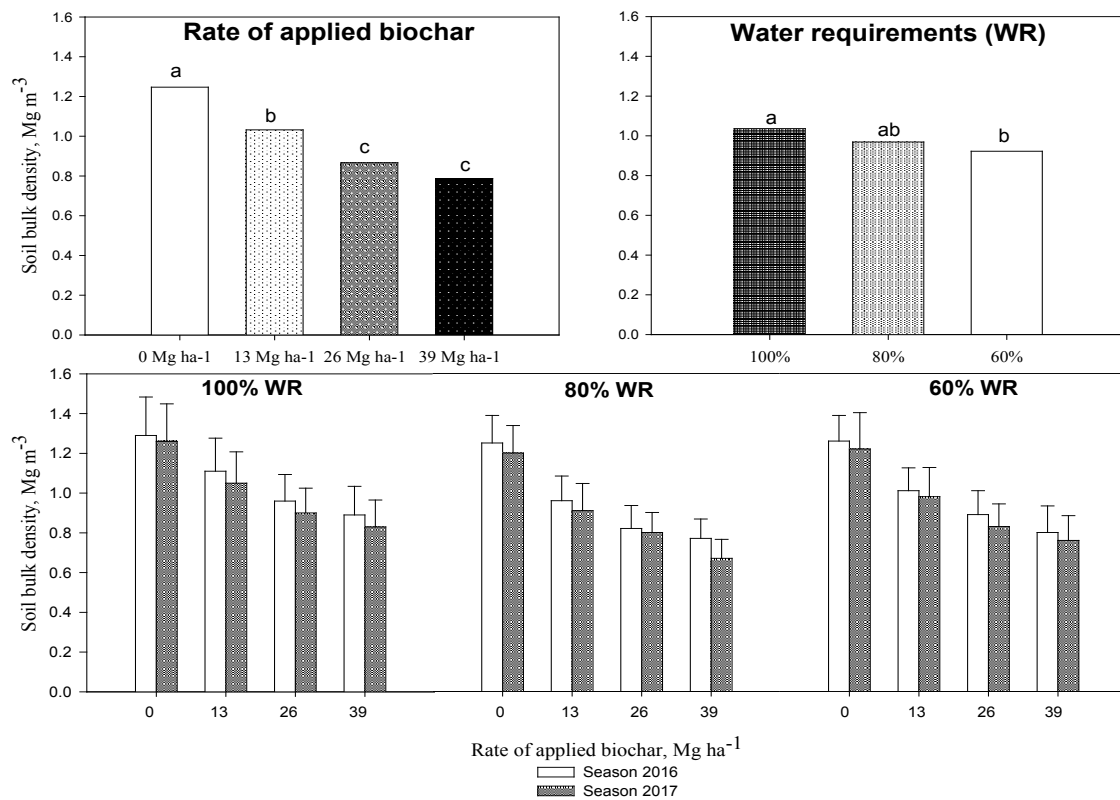 Rate of applied biochar
Soil bulk density, Mg m-3
1.6
1.4
1.2
1.0
0.8
0.6
0.4
0.2
0.0
a
b
c
c
0 Mg ha-1
13 Mg ha-1
26 Mg ha-1
39 Mg ha-1
Water requirements (WR)
1.6
1.4
1.2
1.0
0.8
0.6
0.4
0.2
0.0
a
ab
b
100%
80%
60%
Soil bulk density, Mg m-3
1.6
1.4
1.2
1.0
0.8
0.6
0.4
0.2
0.0
100% WR
80% WR
60% WR
0 13 26 39
0 13 26 39
0 13 26 39
Rate of applied biochar, Mg ha-1
Season 2016
Season 2017